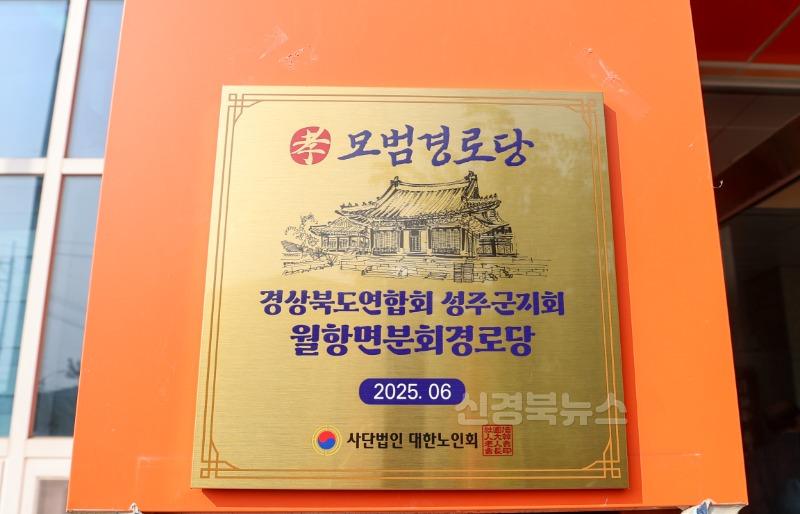 孝 모범경로당
경상북도연합회 성주군지회
월항면분회경로당
2025. 06
신경북뉴스
사단법인 대한노인회